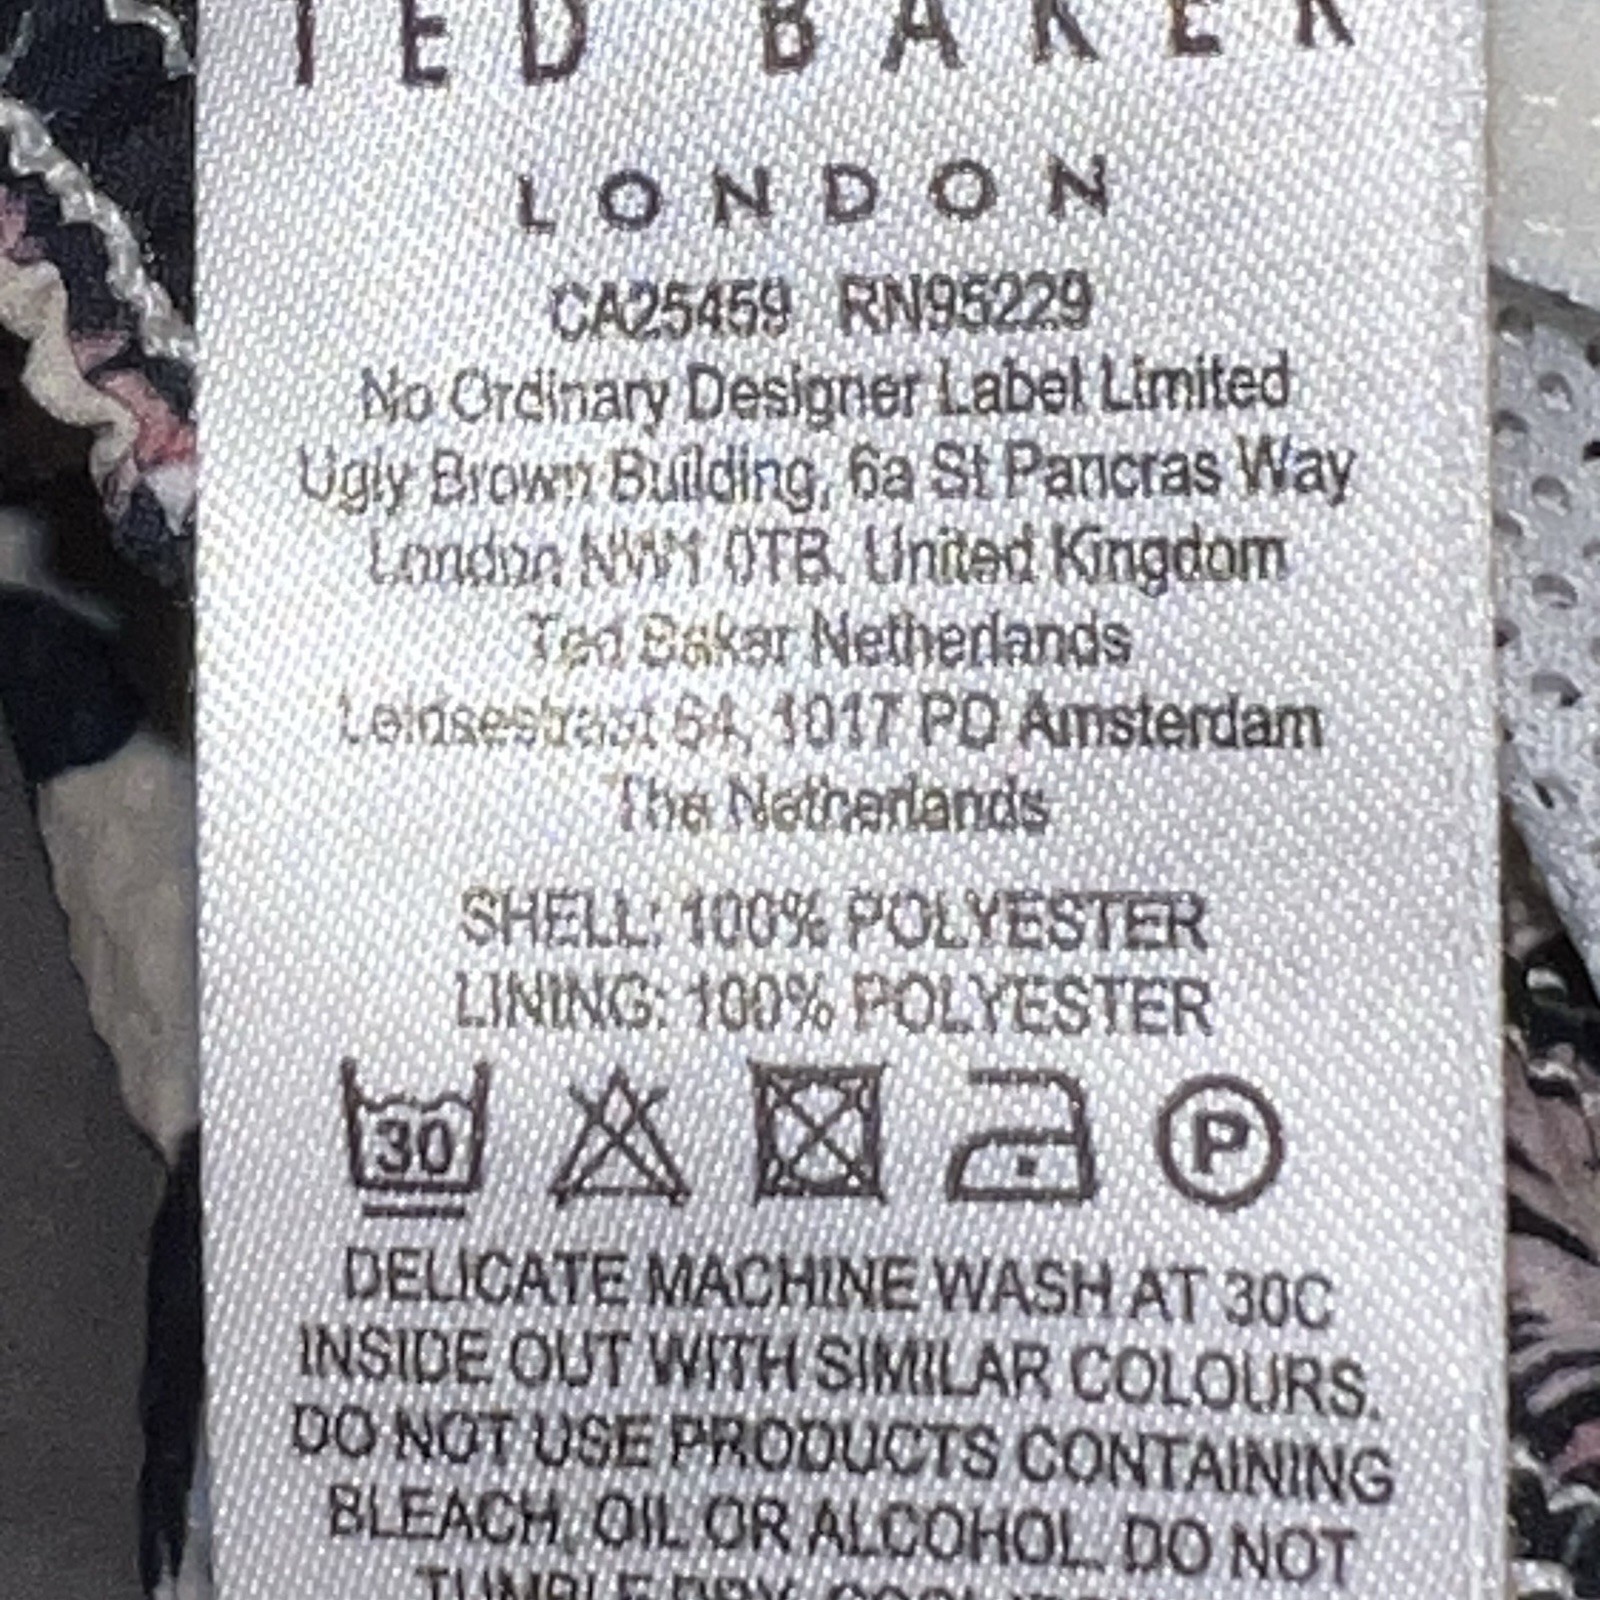 TED BAKER
LONDON
CA25459 RN95229
No Ordinary Designer Label Limited
Ugly Brown Building, 6a St Pancras Way
London NW1 0TB. United Kingdom
Ted Baker Netherlands
Leidsestraat 64, 1017 PD Amsterdam
The Netherlands
SHELL: 100% POLYESTER
LINING: 100% POLYESTER
30 P
DELICATE MACHINE WASH AT 30C
INSIDE OUT WITH SIMILAR COLOURS.
DO NOT USE PRODUCTS CONTAINING
BLEACH, OIL OR ALCOHOL. DO NOT
TUMBLE DRY. COOL